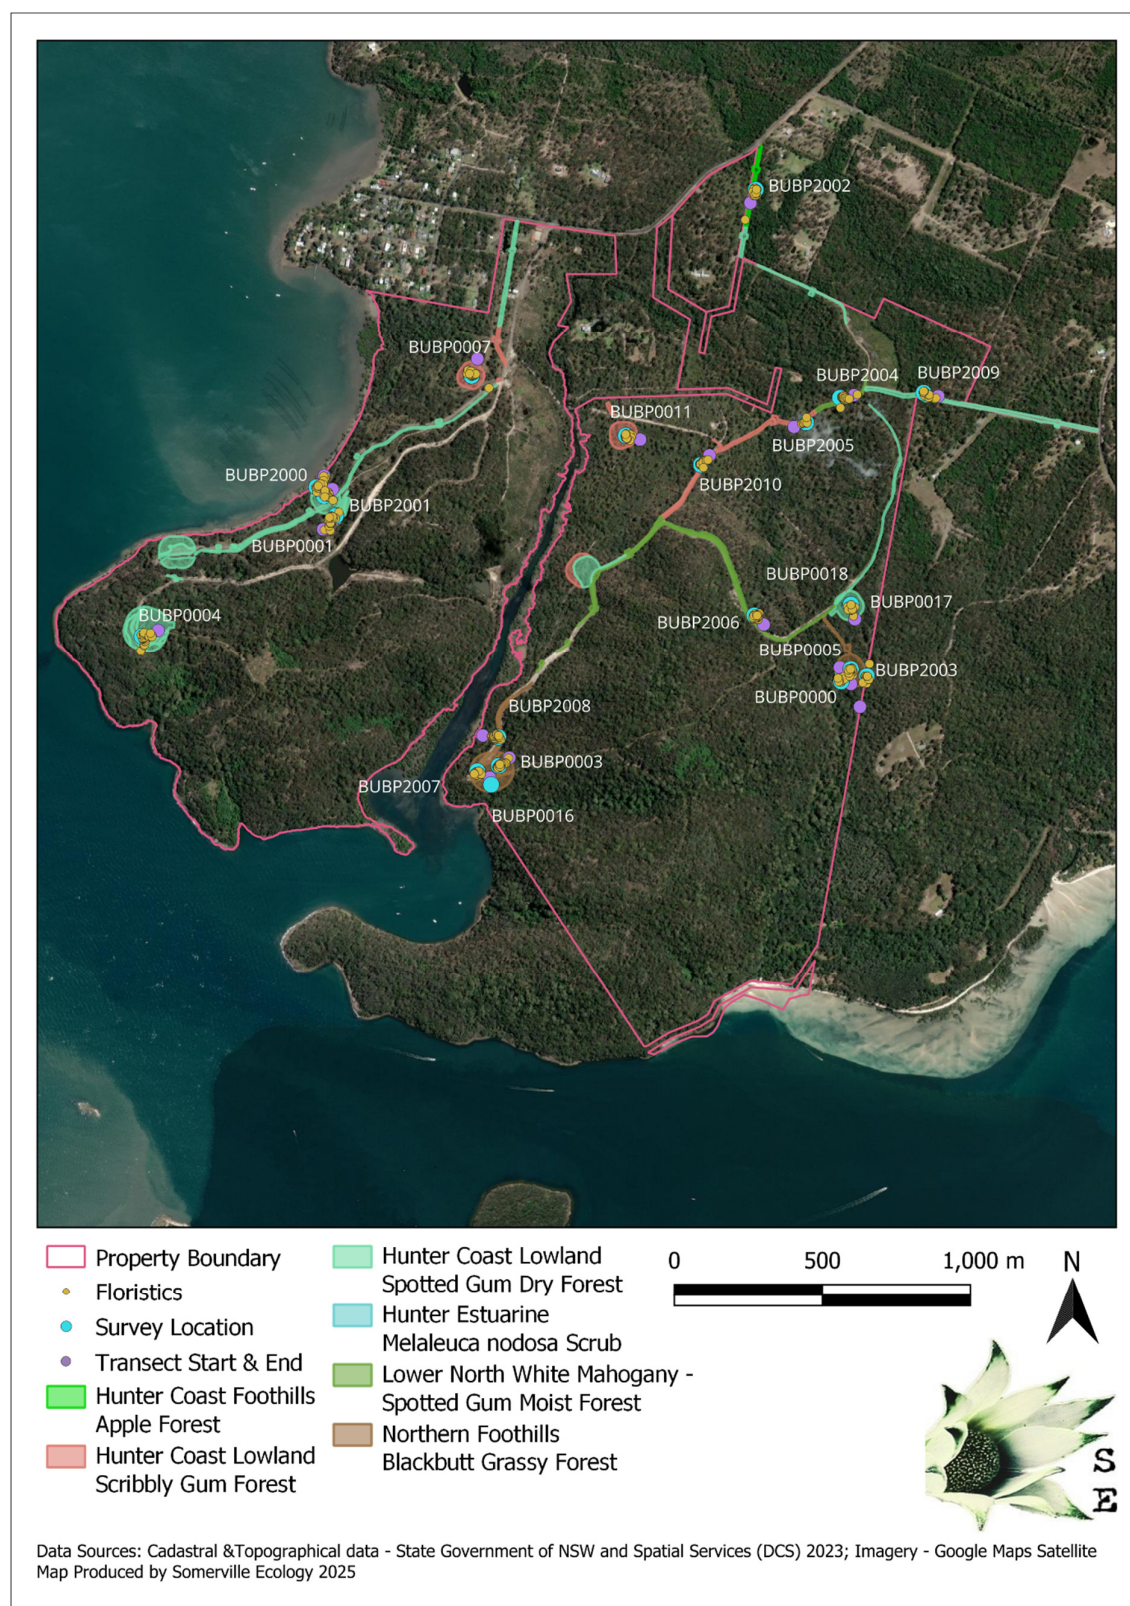 BUBP2002
BUBP0007
BUBP2004
BUBP2009
BUBP0011
BUBP2005
BUBP2000
BUBP2010
BUBP2001
BUBP0001
BUBP0018
BUBP0017
BUBP0004
BUBP2006
BUBP0005
BUBP2003
BUBP0000
BUBP2008
BUBP0003
BUBP2007
BUBP0016
Property Boundary
Floristics
Survey Location
Transect Start & End
Hunter Coast Foothills
Apple Forest
Hunter Coast Lowland
Scribbly Gum Forest
Hunter Coast Lowland
Spotted Gum Dry Forest
Hunter Estuarine
Melaleuca nodosa Scrub
Lower North White Mahogany -
Spotted Gum Moist Forest
Northern Foothills
Blackbutt Grassy Forest
0 500 1,000 m
N
S
E
Data Sources: Cadastral &Topographical data - State Government of NSW and Spatial Services (DCS) 2023; Imagery - Google Maps Satellite
Map Produced by Somerville Ecology 2025